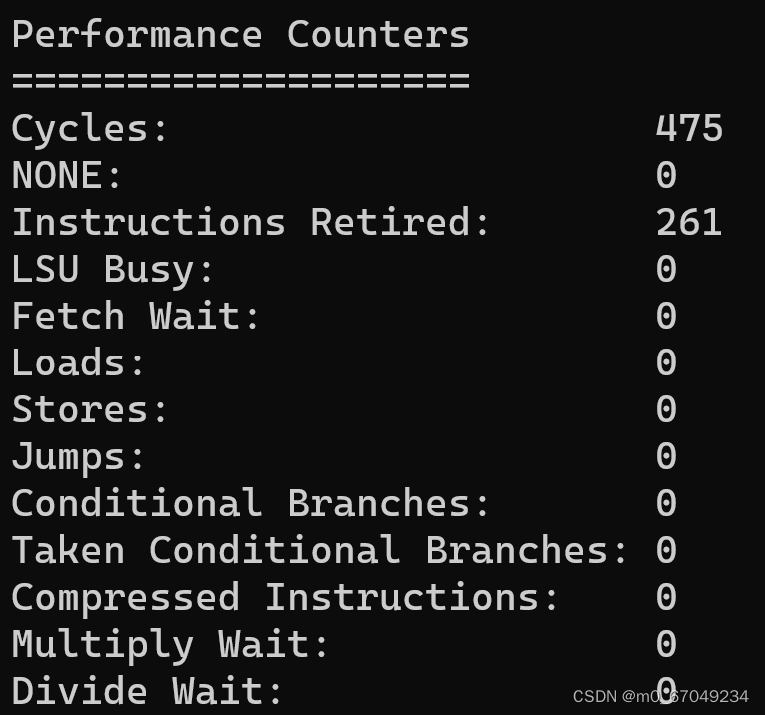 Performance Counters
====================
Cycles: 475
NONE: 0
Instructions Retired: 261
LSU Busy: 0
Fetch Wait: 0
Loads: 0
Stores: 0
Jumps: 0
Conditional Branches: 0
Taken Conditional Branches: 0
Compressed Instructions: 0
Multiply Wait: 0
Divide Wait: 0
CSDN @m0_67049234